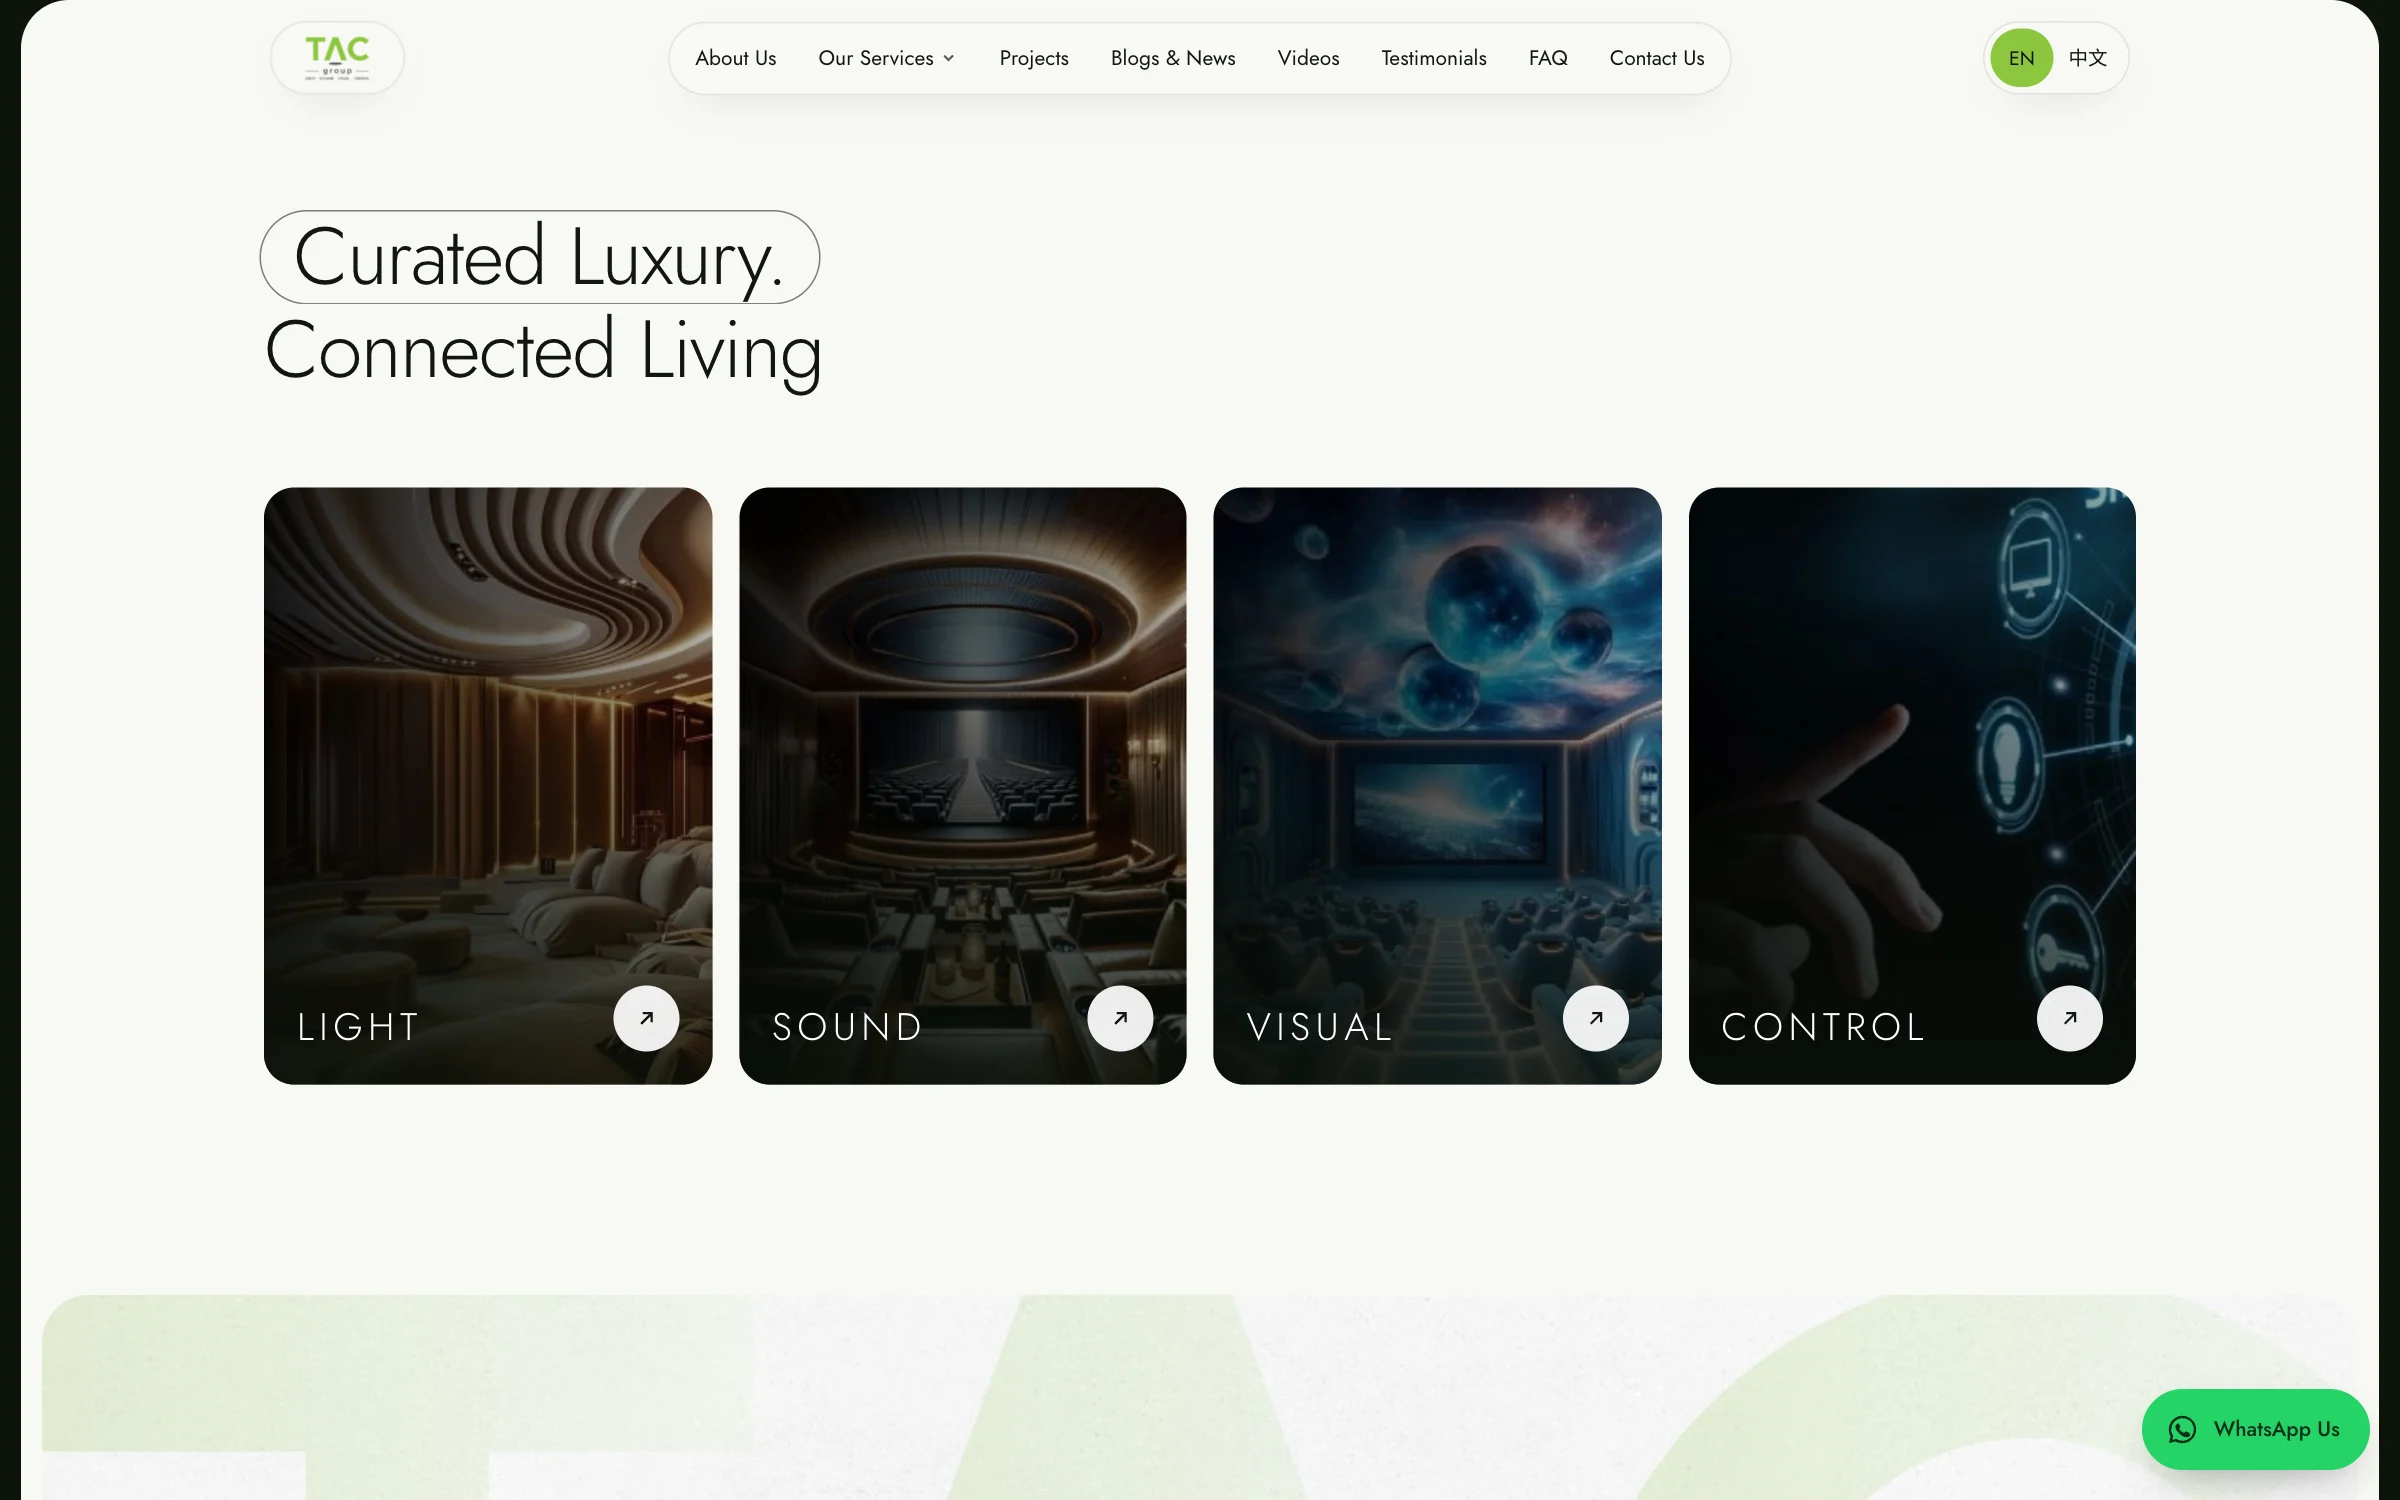 TAC
group
About Us
Our Services
Projects
Blogs & News
Videos
Testimonials
FAQ
Contact Us
EN
中文
Curated Luxury.
Connected Living
LIGHT
SOUND
VISUAL
CONTROL
WhatsApp Us